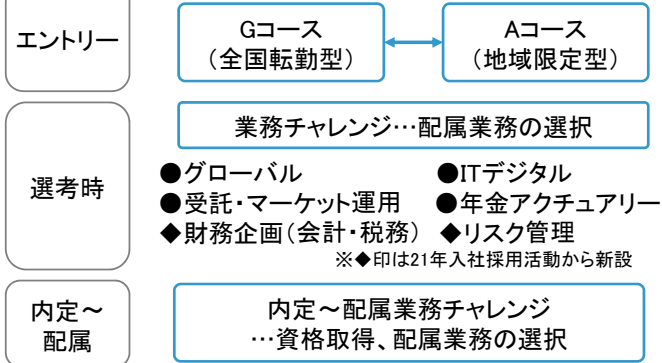 エントリー
Gコース
（全国転勤型）
Aコース
（地域限定型）
選考時
業務チャレンジ…配属業務の選択
●グローバル
●ITデジタル
●受託・マーケット運用
●年金アクチュアリー
◆財務企画（会計・税務）
◆リスク管理
※◆印は21年入社採用活動から新設
内定～
配属
内定～配属業務チャレンジ
…資格取得、配属業務の選択